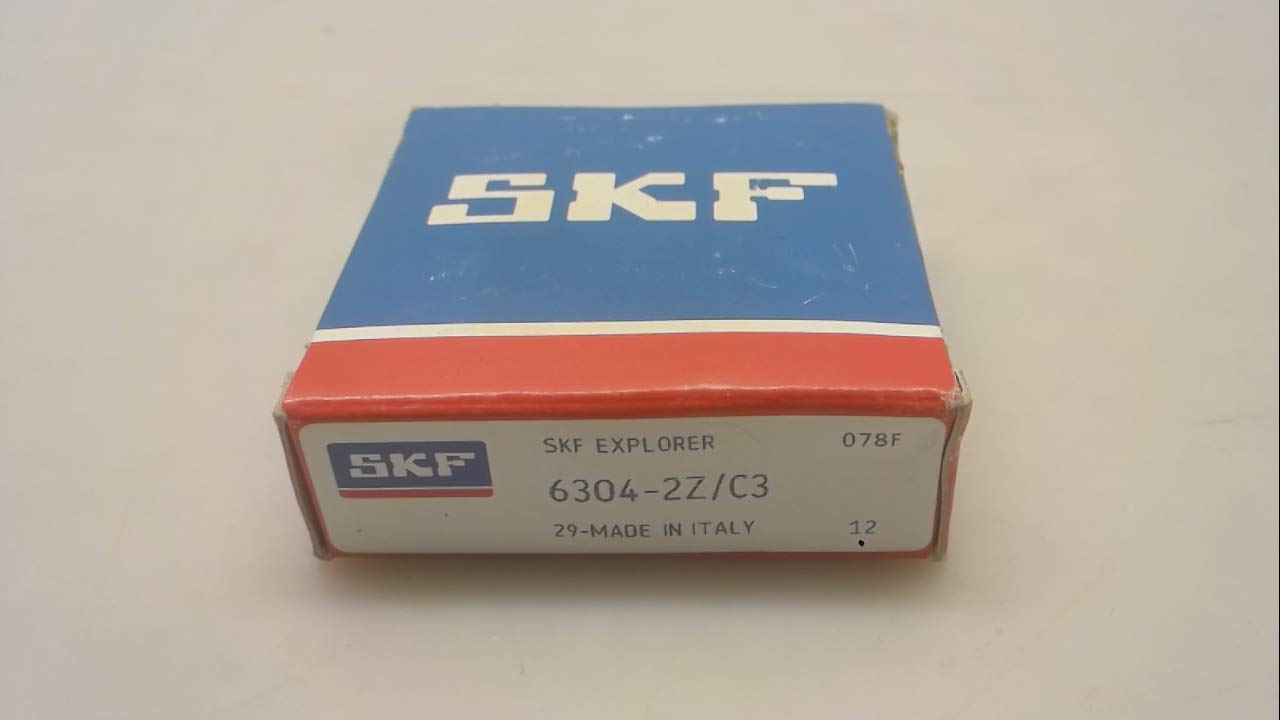 SKF
SKF
SKF EXPLORER 078F
6304-2Z/C3
29-MADE IN ITALY 12